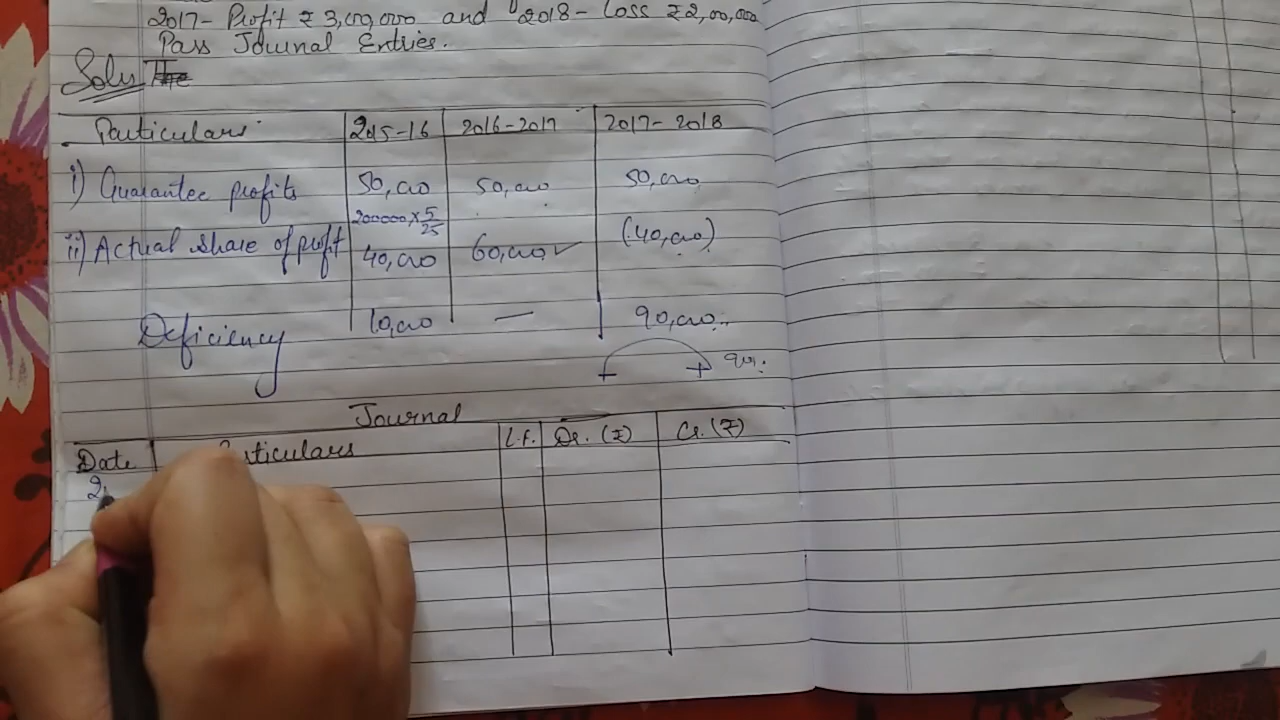 2017- Profit ₹ 3,00,000 and 2018- Loss ₹2,00,000
Pass Journal Entries.
Solu The
Particulars 2015-16 2016-2017 2017-2018
i) Guarantee profits 50,000 50,000 50,000
200000 x 5/25
ii) Actual share of profit 40,000 60,000 ✓ (40,000)
Deficiency 10,000 — 90,000
+ +
Journal
Date Particulars L.F. Dr. (₹) Cr. (₹)